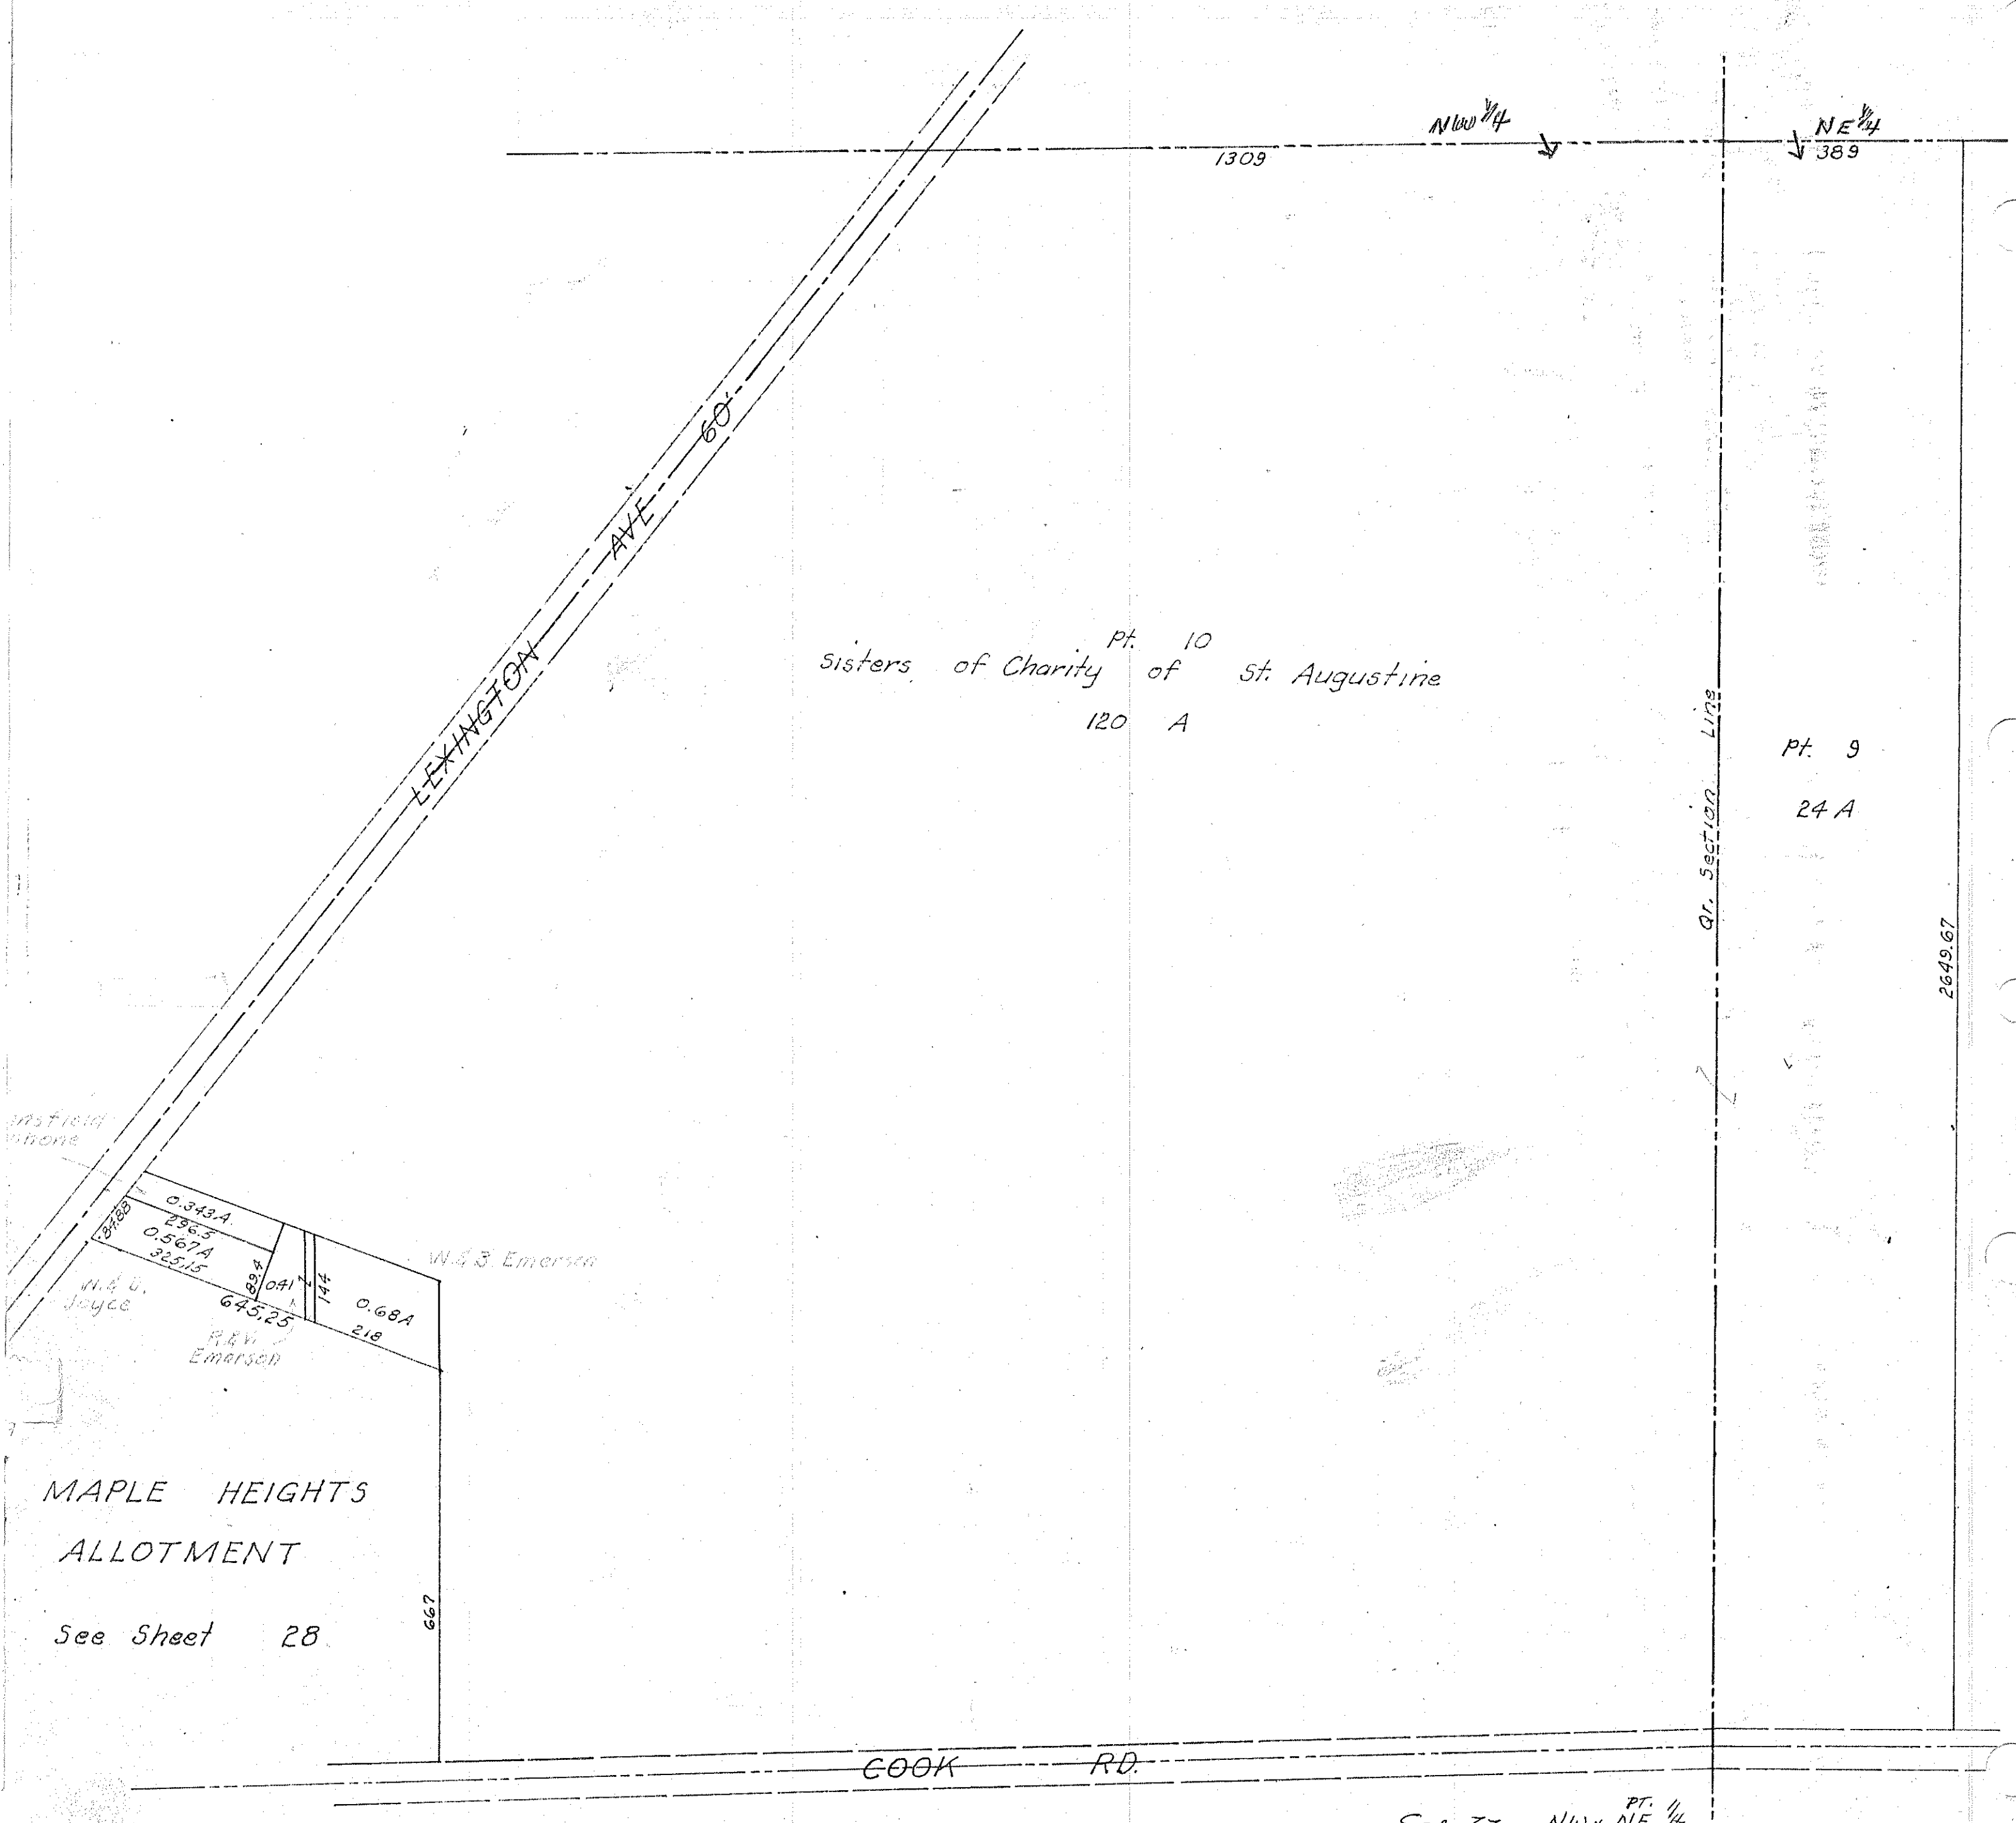 NW 1/4
NE 1/4
1309
389
LEXINGTON AVE 60'
Pt. 10
Sisters of Charity of St. Augustine
120 A
Qr. Section Line
Pt. 9
24 A
2649.67
0.343A
296.5
84.88
0.567A
325.15
89.4
0.41
144
0.68A
218
645.25
W. & B. Emerson
Joyce
R. & V.
Emerson
MAPLE HEIGHTS
ALLOTMENT
See Sheet 28
667
COOK RD.
PT.